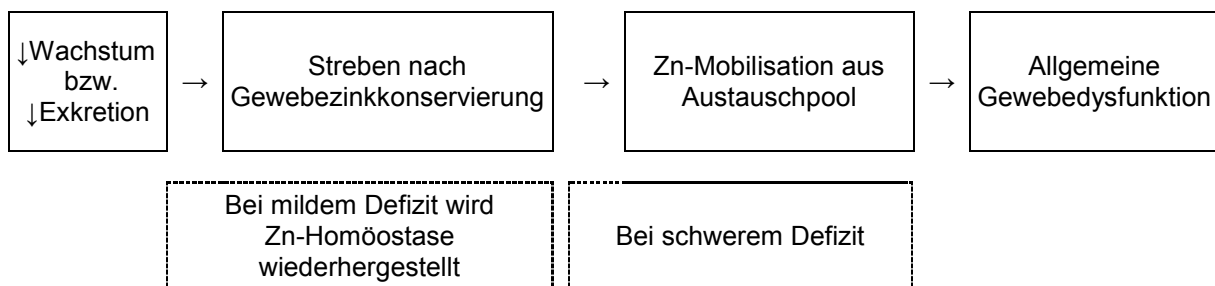 ↓Wachstum
bzw.
↓Exkretion
→
Streben nach
Gewebezinkkonservierung
→
Zn-Mobilisation aus
Austauschpool
→
Allgemeine
Gewebedysfunktion
Bei mildem Defizit wird
Zn-Homöostase
wiederhergestellt
Bei schwerem Defizit